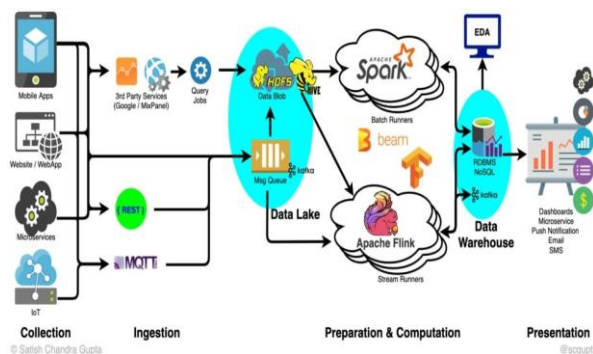 Mobile Apps
Website / WebApp
Microservices
IoT
Collection
3rd Party Services
(Google / MixPanel)
Query
Jobs
{ REST }
MQTT
Ingestion
HDFS
Data Blob
HIVE
Msg Queue
kafka
Data Lake
APACHE
Spark
Batch Runners
beam
Apache Flink
Stream Runners
Preparation & Computation
EDA
RDBMS
NoSQL
kafka
Data
Warehouse
Dashboards
Microservice
Push Notification
Email
SMS
Presentation
© Satish Chandra Gupta
@scgupt